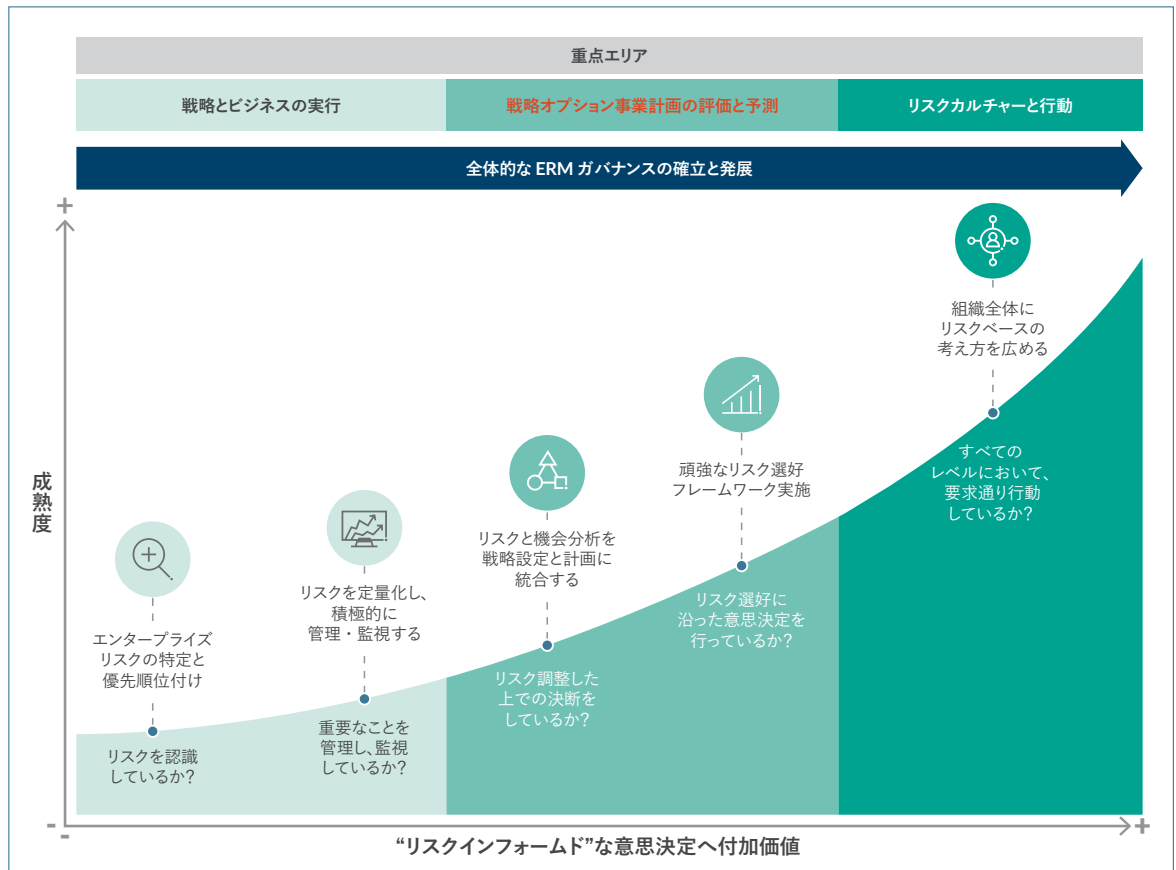 重点エリア
戦略とビジネスの実行
戦略オプション事業計画の評価と予測
リスクカルチャーと行動
全体的な ERM ガバナンスの確立と発展
+
成熟度
組織全体に
リスクベースの
考え方を広める
すべての
レベルにおいて、
要求通り行動
しているか?
頑強なリスク選好
フレームワーク実施
リスク選好に
沿った意思決定を
行っているか?
リスクと機会分析を
戦略設定と計画に
統合する
リスク調整した
上での決断を
しているか?
リスクを定量化し、
積極的に
管理・監視する
重要なことを
管理し、監視
しているか?
エンタープライズ
リスクの特定と
優先順位付け
リスクを認識
しているか?
-
-
+
“リスクインフォームド”な意思決定へ付加価値